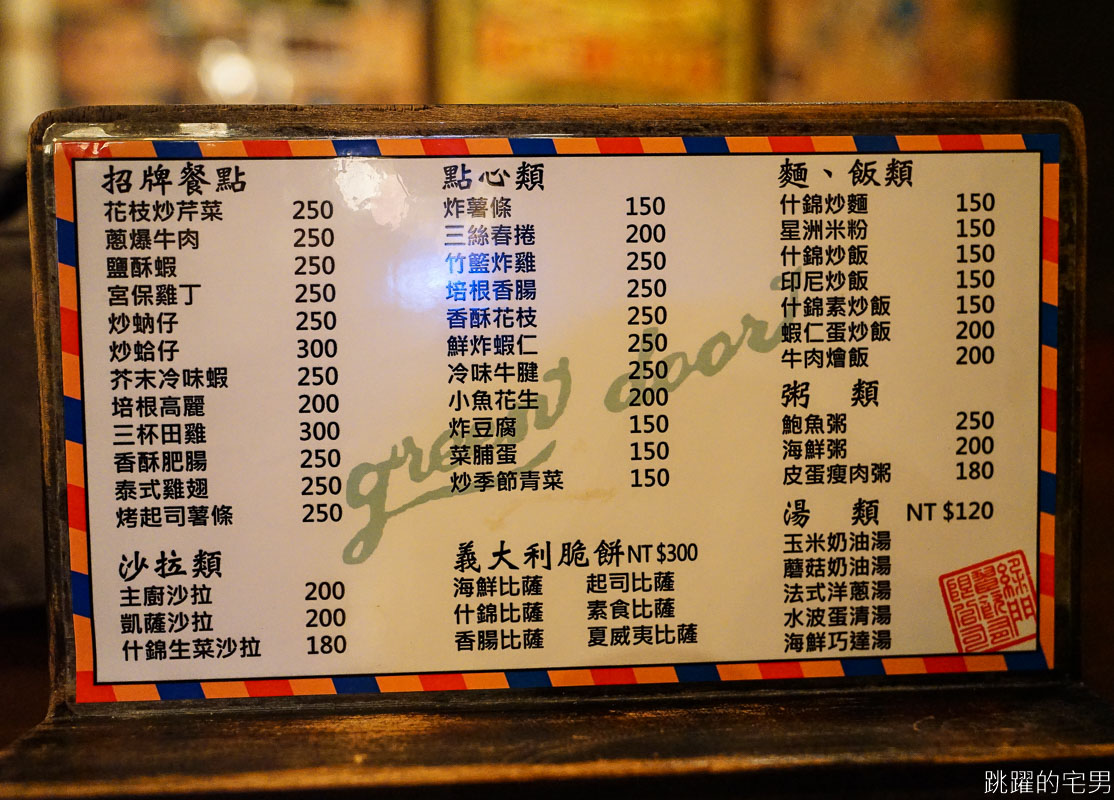 招牌餐點
花枝炒芹菜 250
蔥爆牛肉 250
鹽酥蝦 250
宮保雞丁 250
炒蚋仔 250
炒蛤仔 300
芥末冷味蝦 250
培根高麗 200
三杯田雞 300
香酥肥腸 250
泰式雞翅 250
烤起司薯條 250
沙拉類
主廚沙拉 200
凱薩沙拉 200
什錦生菜沙拉 180
點心類
炸薯條 150
三絲春捲 200
竹籃炸雞 250
培根香腸 250
香酥花枝 250
鮮炸蝦仁 250
冷味牛腱 250
小魚花生 200
炸豆腐 150
菜脯蛋 150
炒季節青菜 150
義大利脆餅NT $300
海鮮比薩 起司比薩
什錦比薩 素食比薩
香腸比薩 夏威夷比薩
麵、飯類
什錦炒麵 150
星洲米粉 150
什錦炒飯 150
印尼炒飯 150
什錦素炒飯 150
蝦仁蛋炒飯 200
牛肉燴飯 200
粥 類
鮑魚粥 250
海鮮粥 200
皮蛋瘦肉粥 180
湯 類 NT $120
玉米奶油湯
蘑菇奶油湯
法式洋蔥湯
水波蛋清湯
海鮮巧達湯
green door
跳躍的宅男